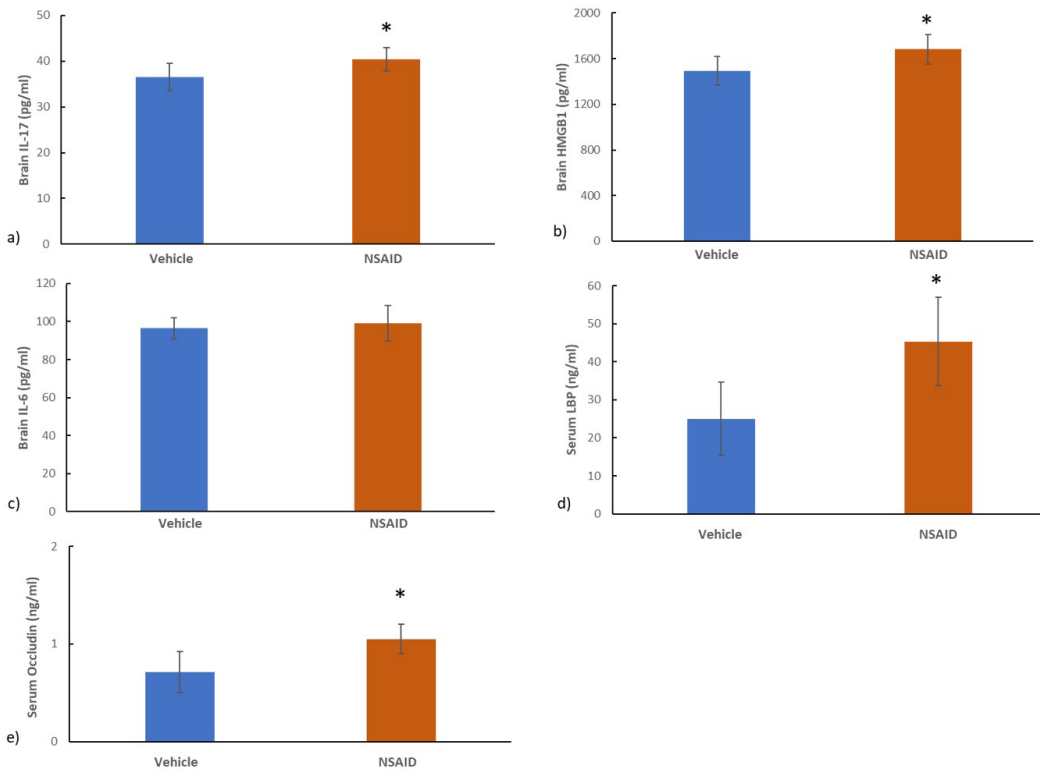 50
40
30
20
10
0
Brain IL-17 (pg/ml)
*
Vehicle
NSAID
a)
2000
1600
1200
800
400
0
Brain HMGB1 (pg/ml)
*
Vehicle
NSAID
b)
120
100
80
60
40
20
0
Brain IL-6 (pg/ml)
Vehicle
NSAID
c)
60
50
40
30
20
10
0
Serum LBP (ng/ml)
*
Vehicle
NSAID
d)
2
1
0
Serum Occludin (ng/ml)
*
Vehicle
NSAID
e)